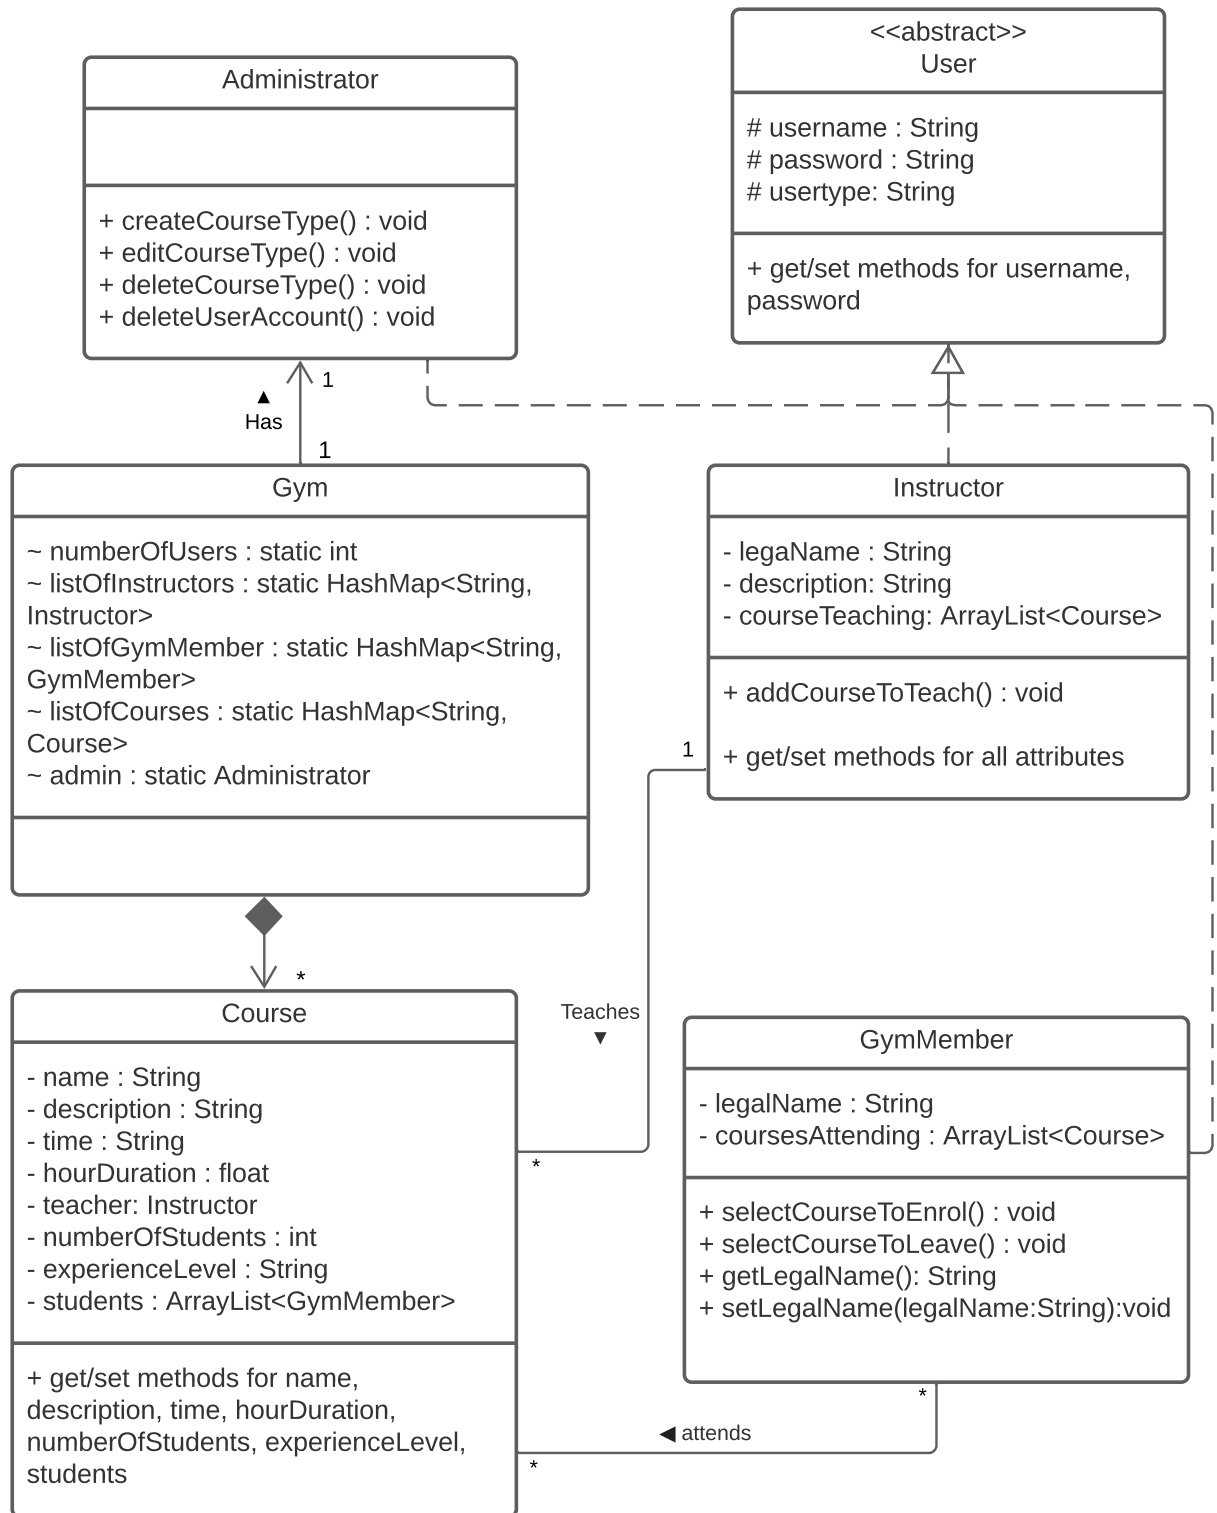 <<abstract>>
User
# username : String
# password : String
# usertype: String
+ get/set methods for username,
password
Administrator
+ createCourseType() : void
+ editCourseType() : void
+ deleteCourseType() : void
+ deleteUserAccount() : void
1
▲
Has
1
Gym
~ numberOfUsers : static int
~ listOfInstructors : static HashMap<String,
Instructor>
~ listOfGymMember : static HashMap<String,
GymMember>
~ listOfCourses : static HashMap<String,
Course>
~ admin : static Administrator
Instructor
- legaName : String
- description: String
- courseTeaching: ArrayList<Course>
+ addCourseToTeach() : void
+ get/set methods for all attributes
1
Teaches
▼
*
*
Course
- name : String
- description : String
- time : String
- hourDuration : float
- teacher: Instructor
- numberOfStudents : int
- experienceLevel : String
- students : ArrayList<GymMember>
+ get/set methods for name,
description, time, hourDuration,
numberOfStudents, experienceLevel,
students
GymMember
- legalName : String
- coursesAttending : ArrayList<Course>
+ selectCourseToEnrol() : void
+ selectCourseToLeave() : void
+ getLegalName(): String
+ setLegalName(legalName:String):void
*
◀ attends
*